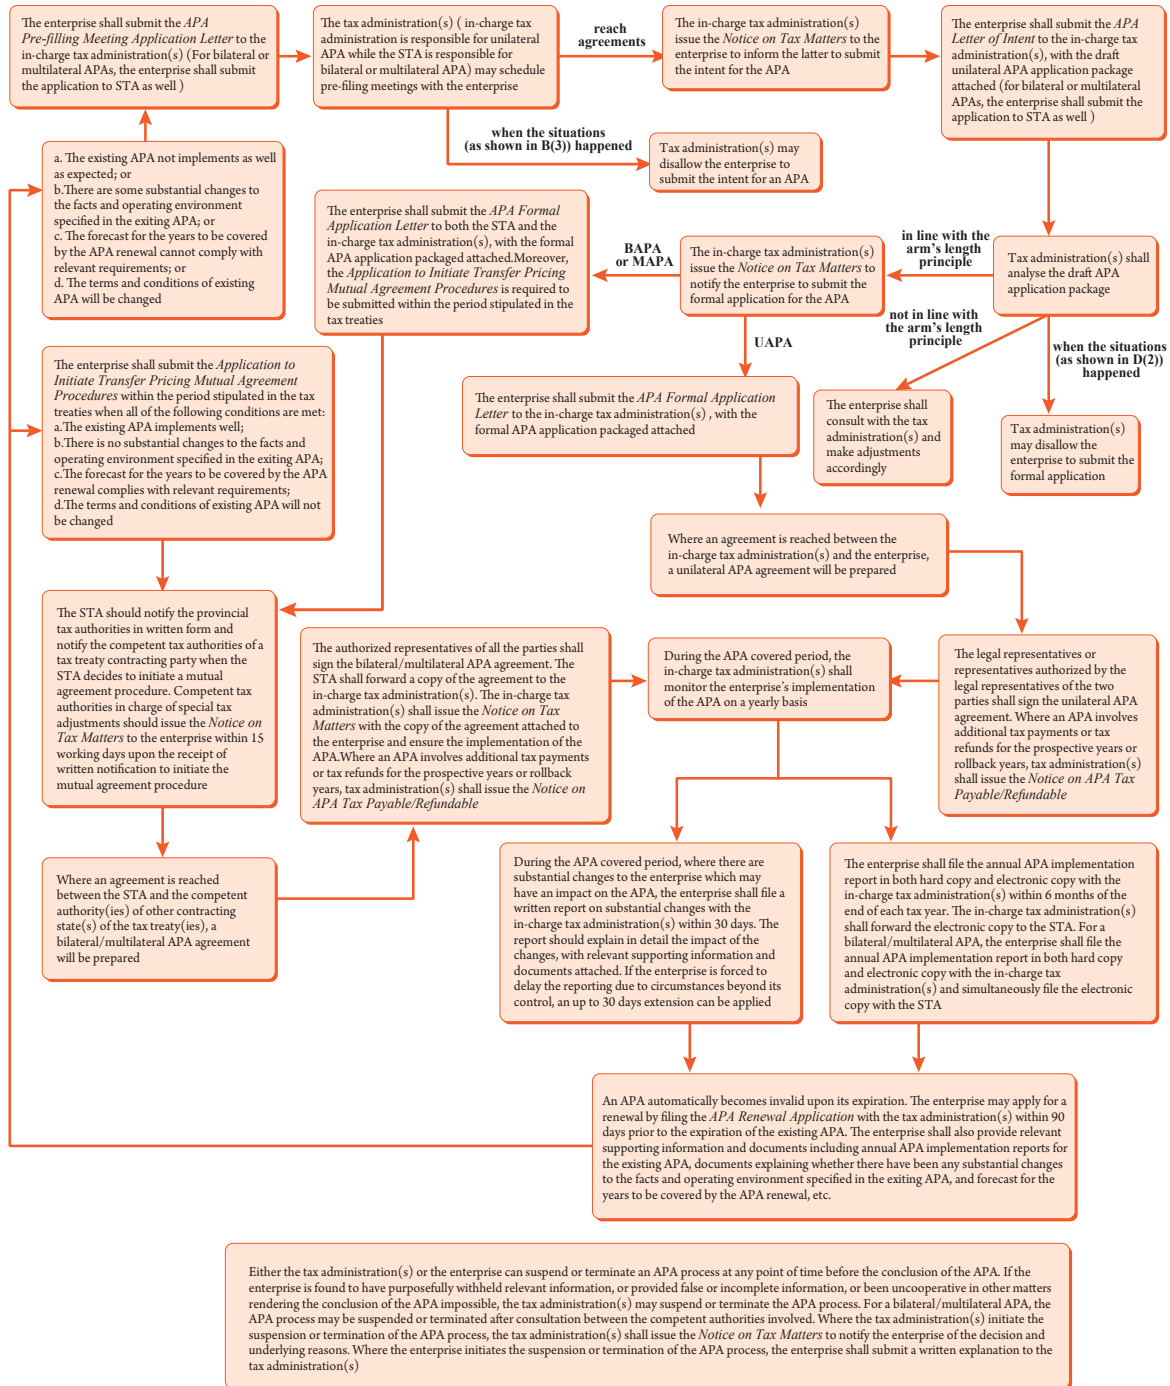 The enterprise shall submit the APA
Pre-filling Meeting Application Letter to the
in-charge tax administration(s) (For bilateral or
multilateral APAs, the enterprise shall submit
the application to STA as well )
The tax administration(s) ( in-charge tax
administration is responsible for unilateral
APA while the STA is responsible for
bilateral or multilateral APA) may schedule
pre-filing meetings with the enterprise
reach
agreements
The in-charge tax administration(s)
issue the Notice on Tax Matters to the
enterprise to inform the latter to submit
the intent for the APA
The enterprise shall submit the APA
Letter of Intent to the in-charge tax
administration(s), with the draft
unilateral APA application package
attached (for bilateral or multilateral
APAs, the enterprise shall submit the
application to STA as well )
when the situations
(as shown in B(3)) happened
Tax administration(s) may
disallow the enterprise to
submit the intent for an APA
a. The existing APA not implements as well
as expected; or
b.There are some substantial changes to
the facts and operating environment
specified in the exiting APA; or
c. The forecast for the years to be covered
by the APA renewal cannot comply with
relevant requirements; or
d. The terms and conditions of existing
APA will be changed
The enterprise shall submit the APA Formal
Application Letter to both the STA and the
in-charge tax administration(s), with the formal
APA application packaged attached.Moreover,
the Application to Initiate Transfer Pricing
Mutual Agreement Procedures is required to
be submitted within the period stipulated in the
tax treaties
BAPA
or MAPA
The in-charge tax administration(s)
issue the Notice on Tax Matters to
notify the enterprise to submit the
formal application for the APA
in line with the
arm's length
principle
Tax administration(s) shall
analyse the draft APA
application package
not in line with
the arm's length
principle
when the situations
(as shown in D(2))
happened
UAPA
The enterprise shall submit the Application to
Initiate Transfer Pricing Mutual Agreement
Procedures within the period stipulated in the tax
treaties when all of the following conditions are met:
a.The existing APA implements well;
b.There is no substantial changes to the facts and
operating environment specified in the exiting APA;
c.The forecast for the years to be covered by the APA
renewal complies with relevant requirements;
d.The terms and conditions of existing APA will not
be changed
The enterprise shall submit the APA Formal Application
Letter to the in-charge tax administration(s) , with the
formal APA application packaged attached
The enterprise shall
consult with the tax
administration(s) and
make adjustments
accordingly
Tax administration(s)
may disallow the
enterprise to submit the
formal application
Where an agreement is reached between the
in-charge tax administration(s) and the enterprise,
a unilateral APA agreement will be prepared
The STA should notify the provincial
tax authorities in written form and
notify the competent tax authorities of a
tax treaty contracting party when the
STA decides to initiate a mutual
agreement procedure. Competent tax
authorities in charge of special tax
adjustments should issue the Notice on
Tax Matters to the enterprise within 15
working days upon the receipt of
written notification to initiate the
mutual agreement procedure
The authorized representatives of all the parties shall
sign the bilateral/multilateral APA agreement. The
STA shall forward a copy of the agreement to the
in-charge tax administration(s). The in-charge tax
administration(s) shall issue the Notice on Tax
Matters with the copy of the agreement attached to
the enterprise and ensure the implementation of the
APA.Where an APA involves additional tax payments
or tax refunds for the prospective years or rollback
years, tax administration(s) shall issue the Notice on
APA Tax Payable/Refundable
During the APA covered period, the
in-charge tax administration(s) shall
monitor the enterprise's implementation
of the APA on a yearly basis
The legal representatives or
representatives authorized by the
legal representatives of the two
parties shall sign the unilateral APA
agreement. Where an APA involves
additional tax payments or tax
refunds for the prospective years or
rollback years, tax administration(s)
shall issue the Notice on APA Tax
Payable/Refundable
Where an agreement is reached
between the STA and the competent
authority(ies) of other contracting
state(s) of the tax treaty(ies), a
bilateral/multilateral APA agreement
will be prepared
During the APA covered period, where there are
substantial changes to the enterprise which may
have an impact on the APA, the enterprise shall file a
written report on substantial changes with the
in-charge tax administration(s) within 30 days. The
report should explain in detail the impact of the
changes, with relevant supporting information and
documents attached. If the enterprise is forced to
delay the reporting due to circumstances beyond its
control, an up to 30 days extension can be applied
The enterprise shall file the annual APA implementation
report in both hard copy and electronic copy with the
in-charge tax administration(s) within 6 months of the
end of each tax year. The in-charge tax administration(s)
shall forward the electronic copy to the STA. For a
bilateral/multilateral APA, the enterprise shall file the
annual APA implementation report in both hard copy
and electronic copy with the in-charge tax
administration(s) and simultaneously file the electronic
copy with the STA
An APA automatically becomes invalid upon its expiration. The enterprise may apply for a
renewal by filing the APA Renewal Application with the tax administration(s) within 90
days prior to the expiration of the existing APA. The enterprise shall also provide relevant
supporting information and documents including annual APA implementation reports for
the existing APA, documents explaining whether there have been any substantial changes
to the facts and operating environment specified in the exiting APA, and forecast for the
years to be covered by the APA renewal, etc.
Either the tax administration(s) or the enterprise can suspend or terminate an APA process at any point of time before the conclusion of the APA. If the
enterprise is found to have purposefully withheld relevant information, or provided false or incomplete information, or been uncooperative in other matters
rendering the conclusion of the APA impossible, the tax administration(s) may suspend or terminate the APA process. For a bilateral/multilateral APA, the
APA process may be suspended or terminated after consultation between the competent authorities involved. Where the tax administration(s) initiate the
suspension or termination of the APA process, the tax administration(s) shall issue the Notice on Tax Matters to notify the enterprise of the decision and
underlying reasons. Where the enterprise initiates the suspension or termination of the APA process, the enterprise shall submit a written explanation to the
tax administration(s)